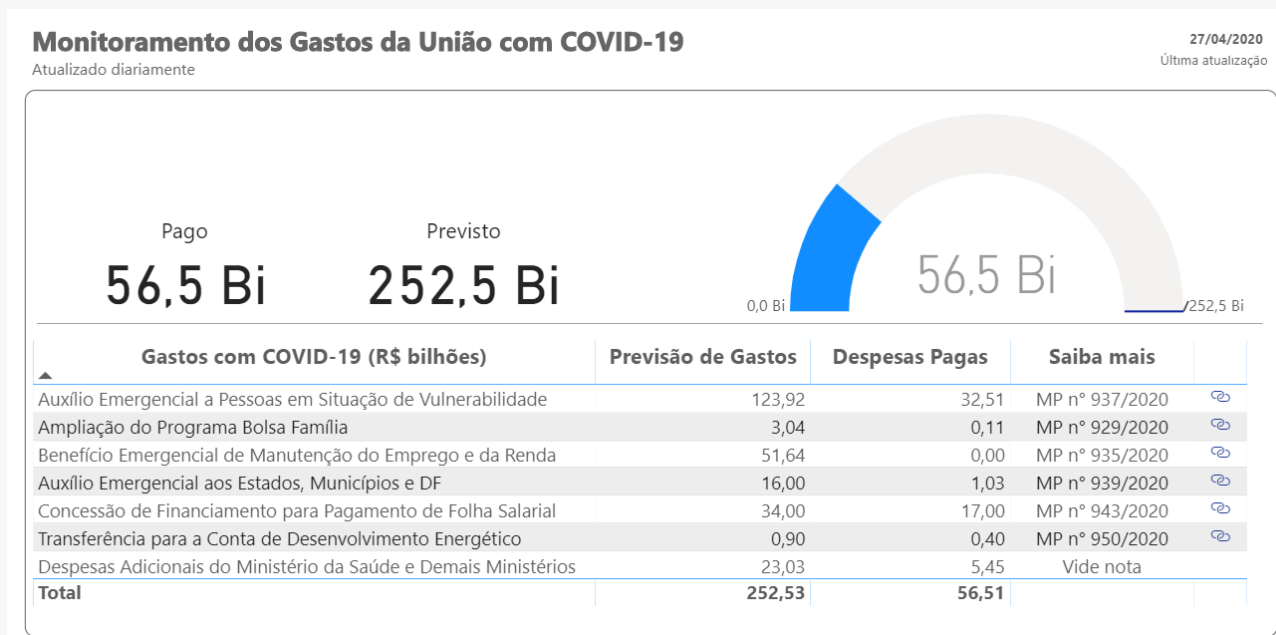 Monitoramento dos Gastos da União com COVID-19
Atualizado diariamente
27/04/2020
Última atualização
Pago
Previsto
56,5 Bi
252,5 Bi
56,5 Bi
0,0 Bi
252,5 Bi
Gastos com COVID-19 (R$ bilhões) Previsão de Gastos Despesas Pagas Saiba mais
Auxílio Emergencial a Pessoas em Situação de Vulnerabilidade 123,92 32,51 MP n° 937/2020
Ampliação do Programa Bolsa Família 3,04 0,11 MP n° 929/2020
Benefício Emergencial de Manutenção do Emprego e da Renda 51,64 0,00 MP n° 935/2020
Auxílio Emergencial aos Estados, Municípios e DF 16,00 1,03 MP n° 939/2020
Concessão de Financiamento para Pagamento de Folha Salarial 34,00 17,00 MP n° 943/2020
Transferência para a Conta de Desenvolvimento Energético 0,90 0,40 MP n° 950/2020
Despesas Adicionais do Ministério da Saúde e Demais Ministérios 23,03 5,45 Vide nota
Total 252,53 56,51